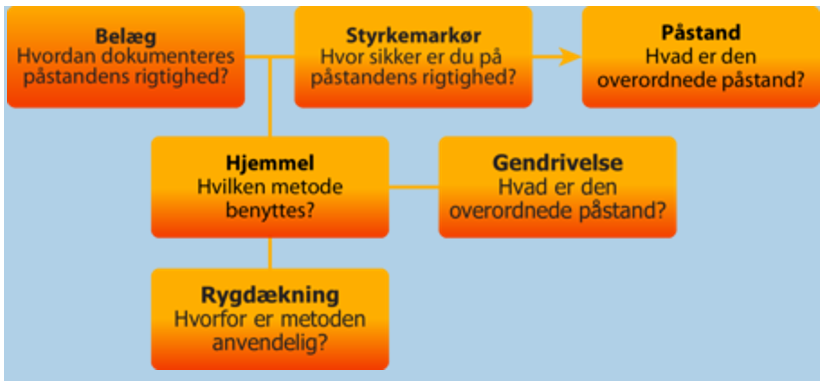 Belæg
Hvordan dokumenteres
påstandens rigtighed?
Styrkemarkør
Hvor sikker er du på
påstandens rigtighed?
Påstand
Hvad er den
overordnede påstand?
Hjemmel
Hvilken metode
benyttes?
Gendrivelse
Hvad er den
overordnede påstand?
Rygdækning
Hvorfor er metoden
anvendelig?